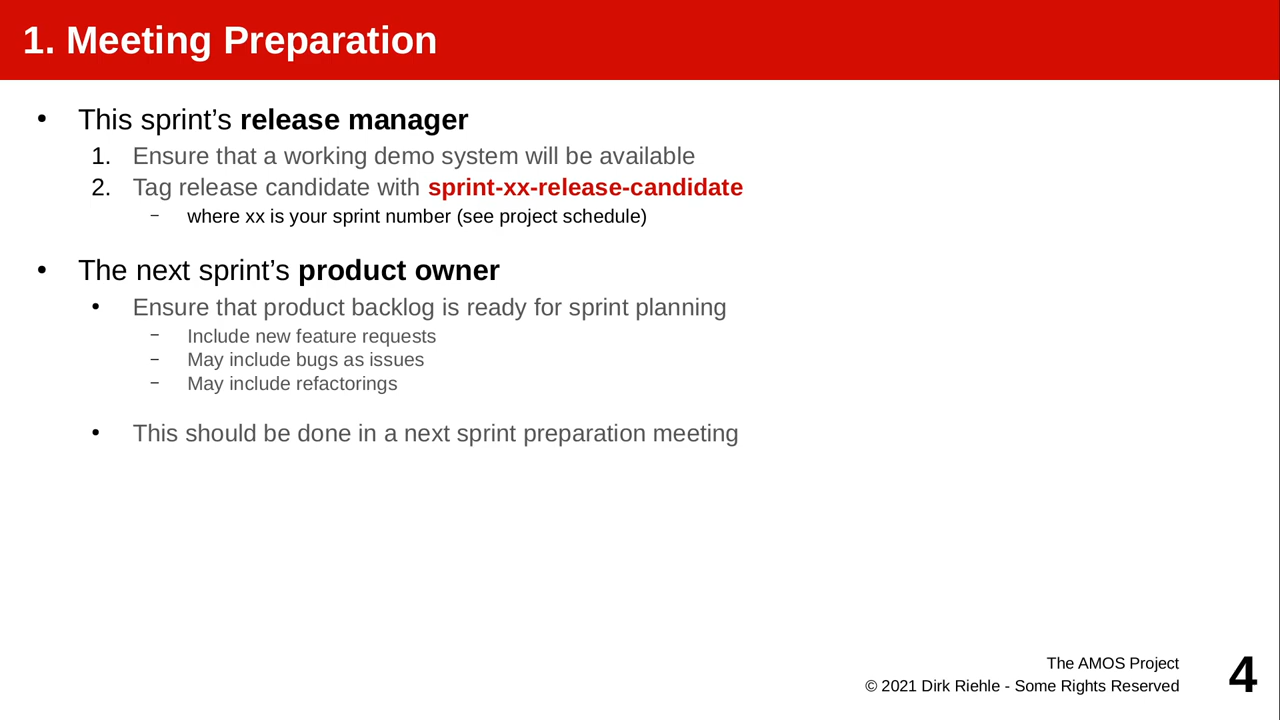 1. Meeting Preparation
• This sprint’s release manager
1. Ensure that a working demo system will be available
2. Tag release candidate with sprint-xx-release-candidate
– where xx is your sprint number (see project schedule)
• The next sprint’s product owner
• Ensure that product backlog is ready for sprint planning
– Include new feature requests
– May include bugs as issues
– May include refactorings
• This should be done in a next sprint preparation meeting
The AMOS Project
© 2021 Dirk Riehle - Some Rights Reserved
4